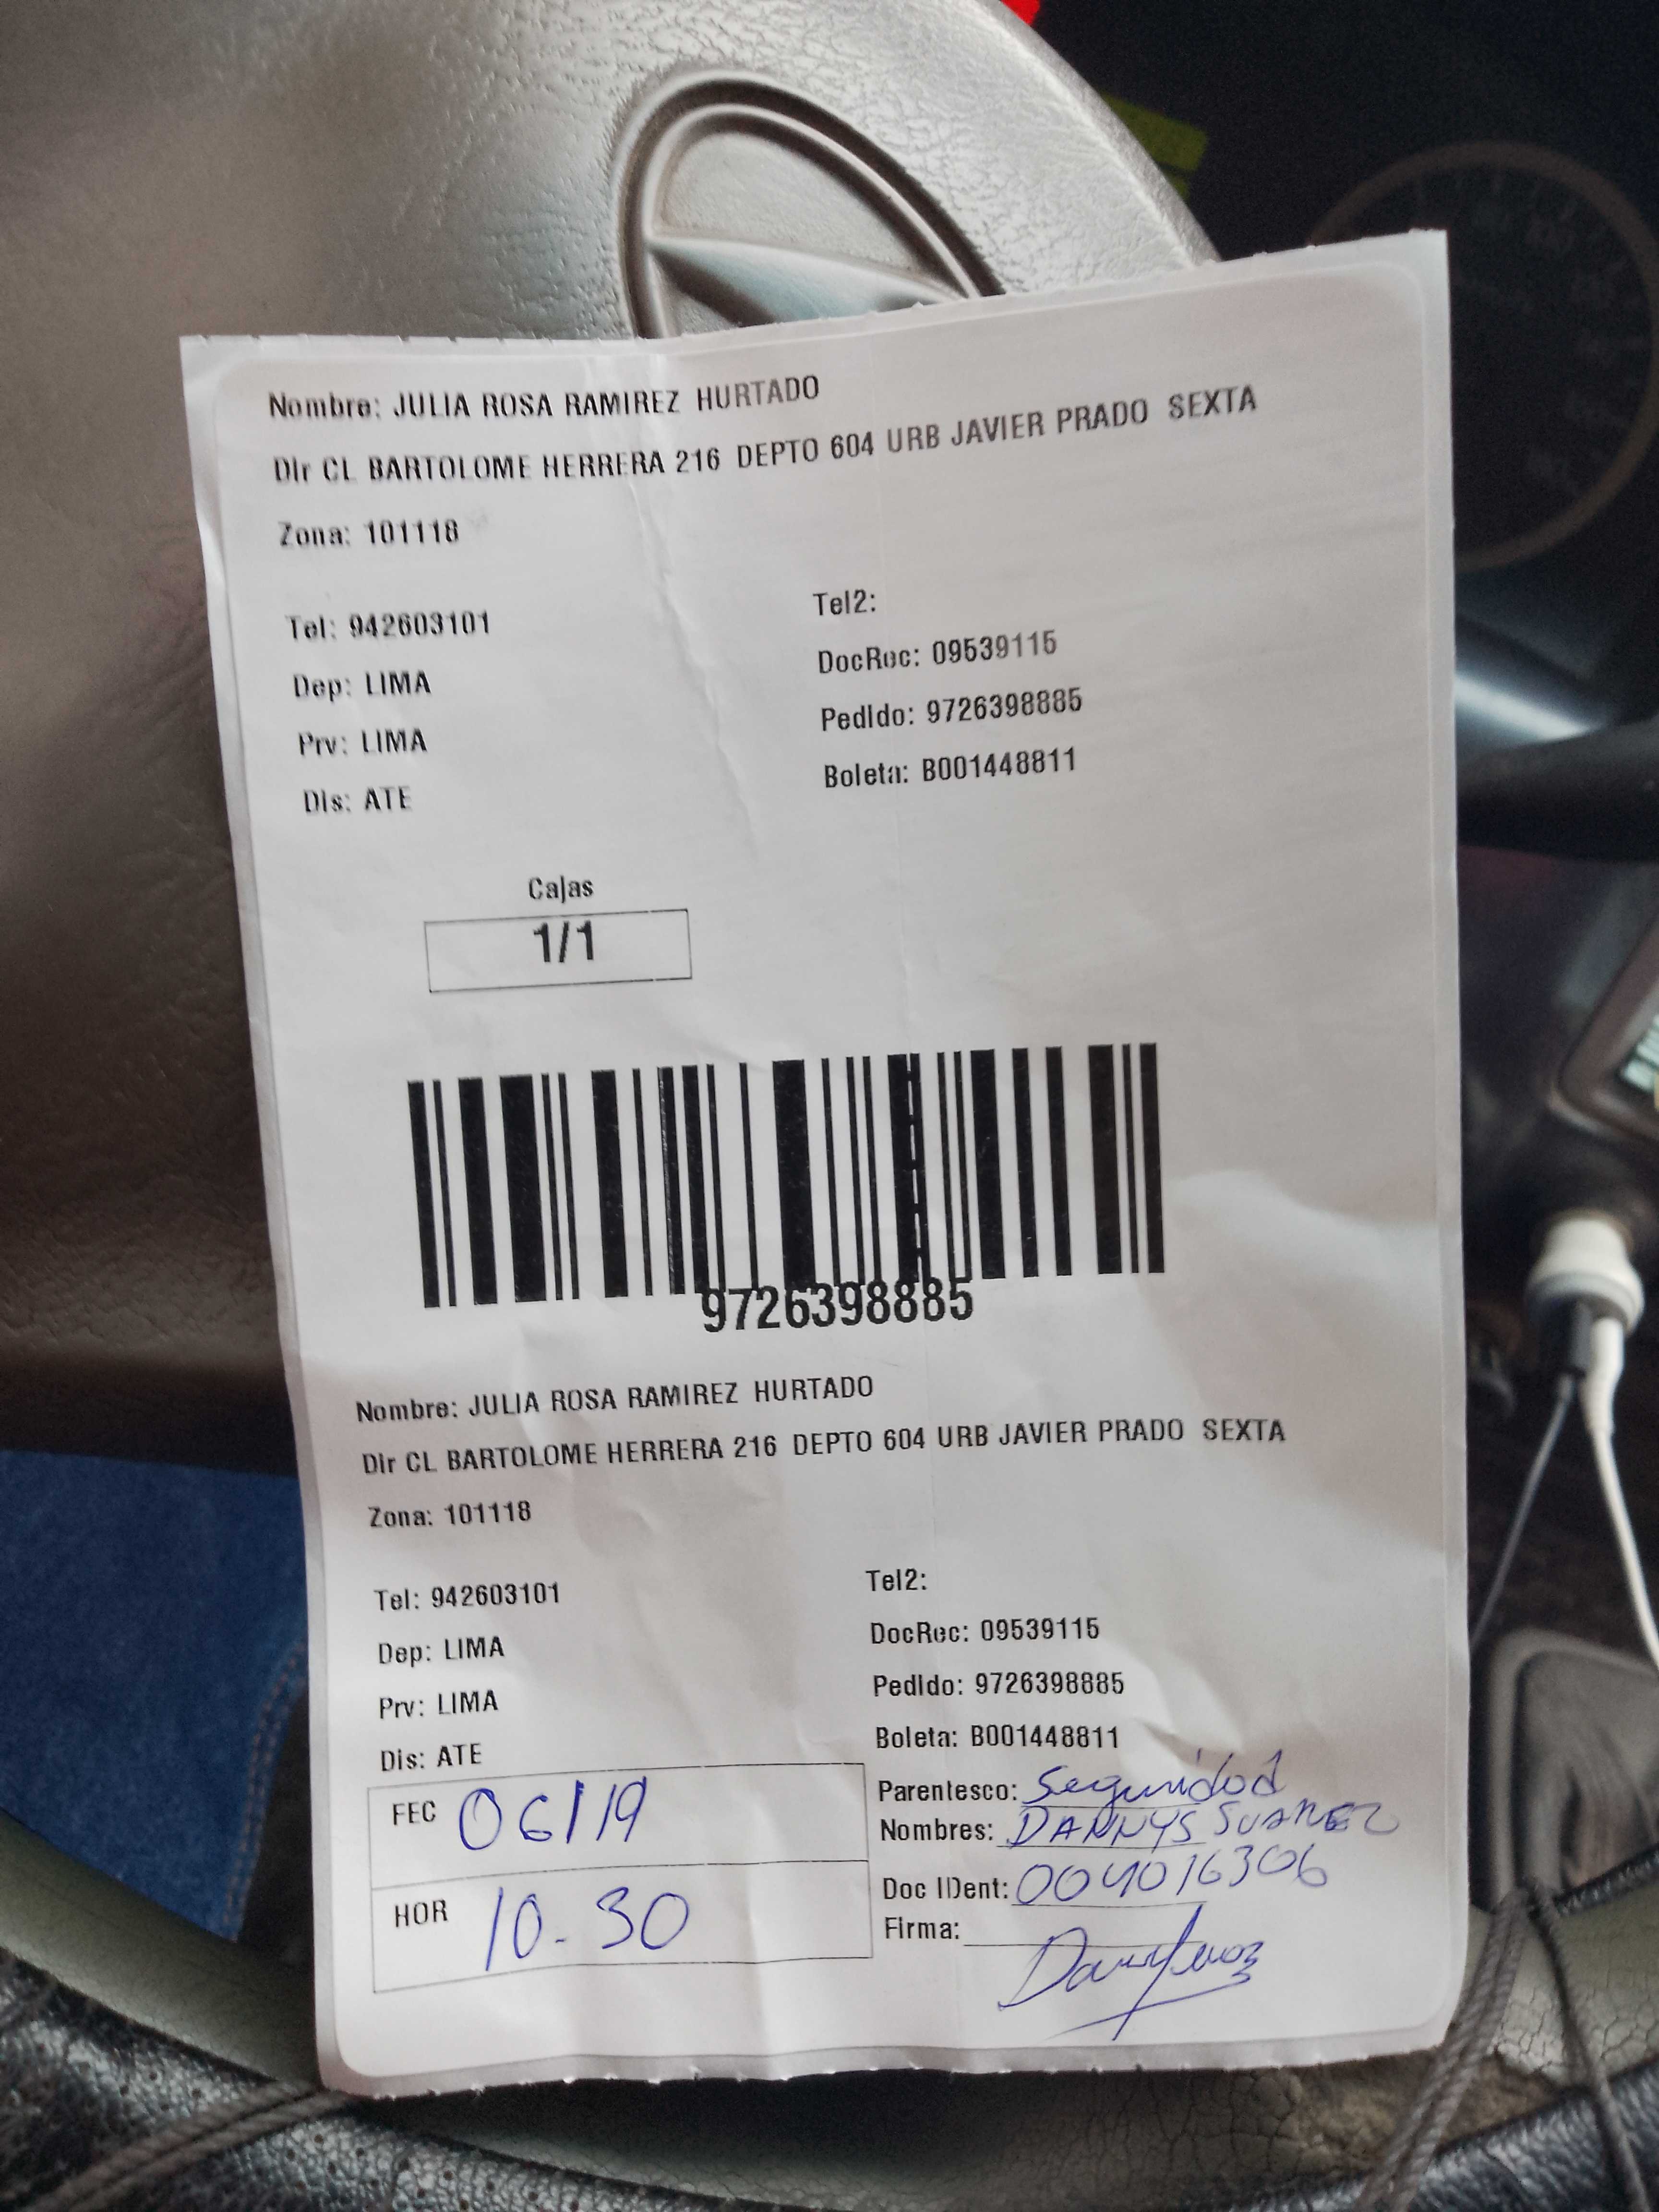 Nombre: JULIA ROSA RAMIREZ HURTADO
Dir CL BARTOLOME HERRERA 216 DEPTO 604 URB JAVIER PRADO SEXTA
Zona: 101118
Tel: 942603101
Tel2:
Dep: LIMA
DocRec: 09539115
Prv: LIMA
Pedido: 9726398885
Dis: ATE
Boleta: B001448811
Cajas
1/1
9726398885
Nombre: JULIA ROSA RAMIREZ HURTADO
Dir CL BARTOLOME HERRERA 216 DEPTO 604 URB JAVIER PRADO SEXTA
Zona: 101118
Tel: 942603101
Tel2:
Dep: LIMA
DocRec: 09539115
Prv: LIMA
Pedido: 9726398885
Dis: ATE
Boleta: B001448811
FEC 06/19
Parentesco: Seguridad
Nombres: DANNYS SUAREZ
HOR 10-30
Doc IDent: 004016306
Firma: